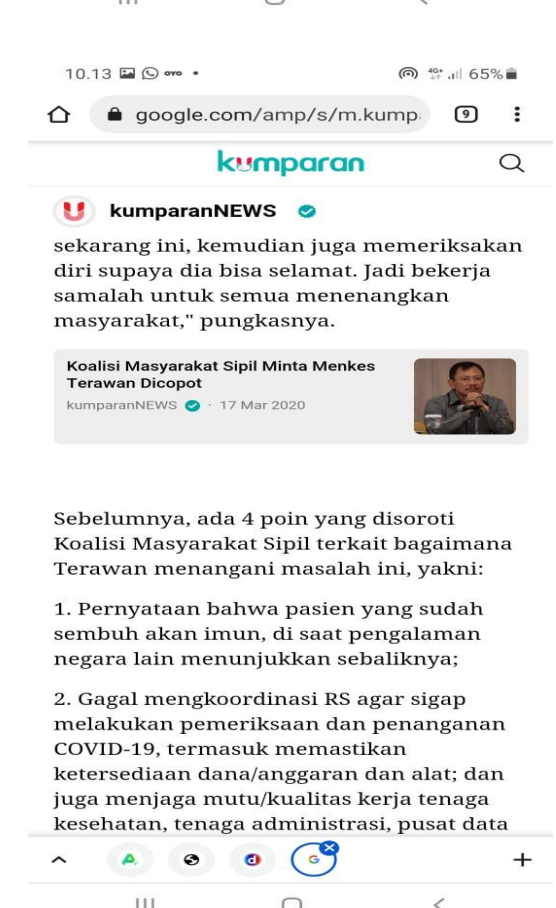 10.13 ovo •
4G+ 65%
google.com/amp/s/m.kump
9
kumparan
kumparanNEWS
sekarang ini, kemudian juga memeriksakan
diri supaya dia bisa selamat. Jadi bekerja
samalah untuk semua menenangkan
masyarakat," pungkasnya.
Koalisi Masyarakat Sipil Minta Menkes
Terawan Dicopot
kumparanNEWS · 17 Mar 2020
Sebelumnya, ada 4 poin yang disoroti
Koalisi Masyarakat Sipil terkait bagaimana
Terawan menangani masalah ini, yakni:
1. Pernyataan bahwa pasien yang sudah
sembuh akan imun, di saat pengalaman
negara lain menunjukkan sebaliknya;
2. Gagal mengkoordinasi RS agar sigap
melakukan pemeriksaan dan penanganan
COVID-19, termasuk memastikan
ketersediaan dana/anggaran dan alat; dan
juga menjaga mutu/kualitas kerja tenaga
kesehatan, tenaga administrasi, pusat data